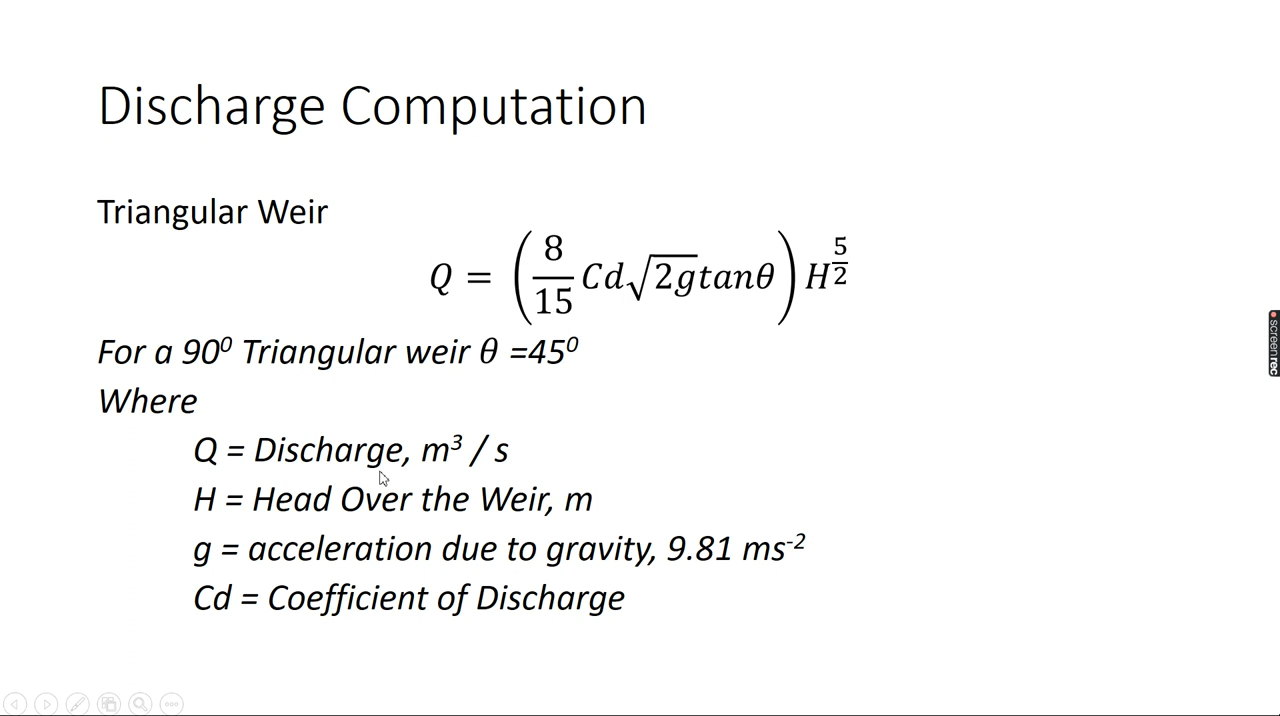 Discharge Computation
Triangular Weir
Q = (8/15 Cd√2g tanθ) H^5/2
For a 90⁰ Triangular weir θ =45⁰
Where
Q = Discharge, m³ / s
H = Head Over the Weir, m
g = acceleration due to gravity, 9.81 ms⁻²
Cd = Coefficient of Discharge
screenrec